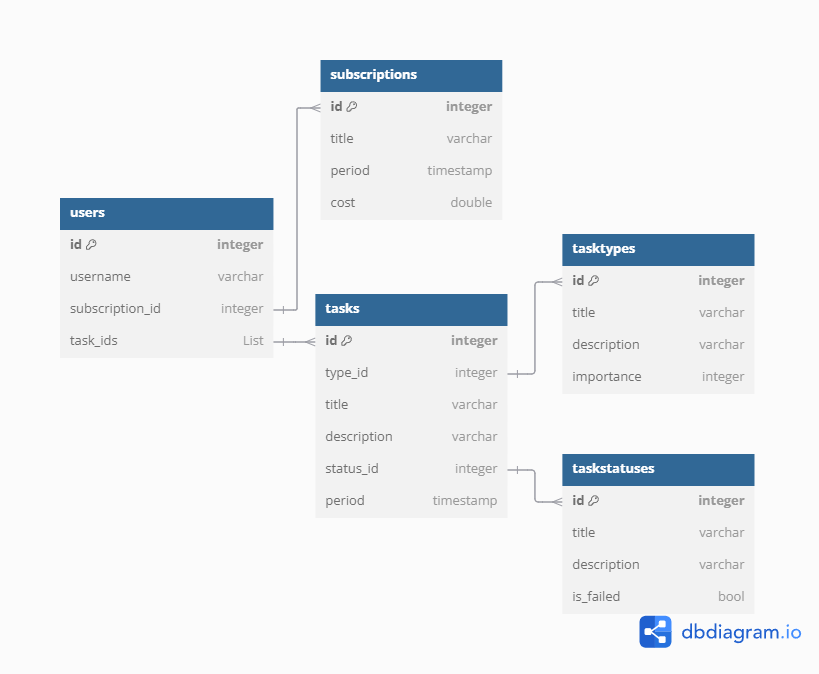 subscriptions
id integer
title varchar
period timestamp
cost double
users
id integer
username varchar
subscription_id integer
task_ids List
tasks
id integer
type_id integer
title varchar
description varchar
status_id integer
period timestamp
tasktypes
id integer
title varchar
description varchar
importance integer
taskstatuses
id integer
title varchar
description varchar
is_failed bool
dbdiagram.io